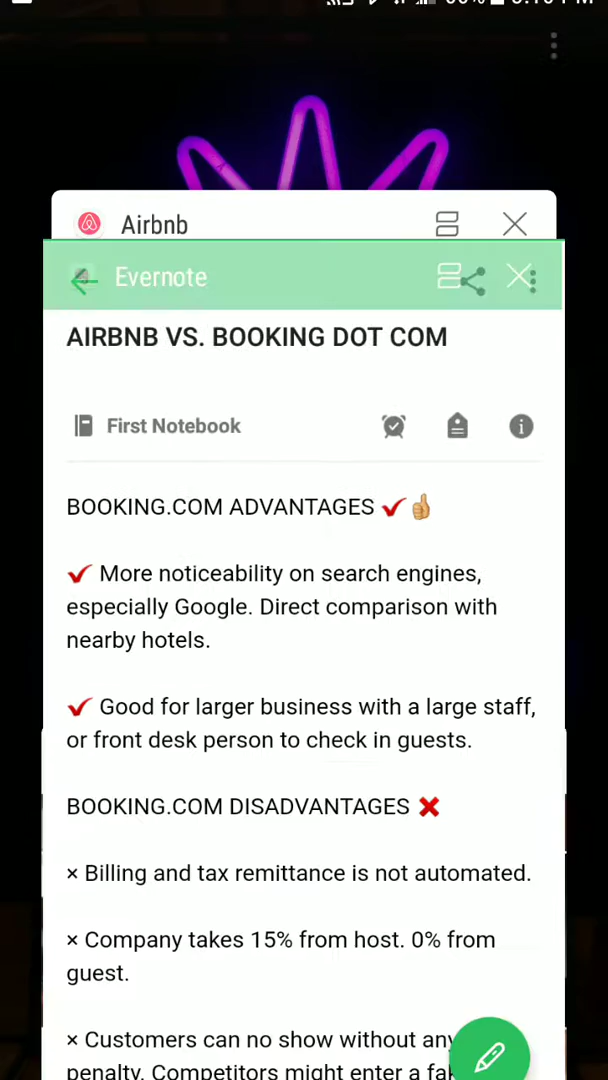 Airbnb
Evernote
AIRBNB VS. BOOKING DOT COM
First Notebook
BOOKING.COM ADVANTAGES ✔👍
✔ More noticeability on search engines,
especially Google. Direct comparison with
nearby hotels.
✔ Good for larger business with a large staff,
or front desk person to check in guests.
BOOKING.COM DISADVANTAGES ❌
× Billing and tax remittance is not automated.
× Company takes 15% from host. 0% from
guest.
× Customers can no show without any
penalty. Competitors might enter a